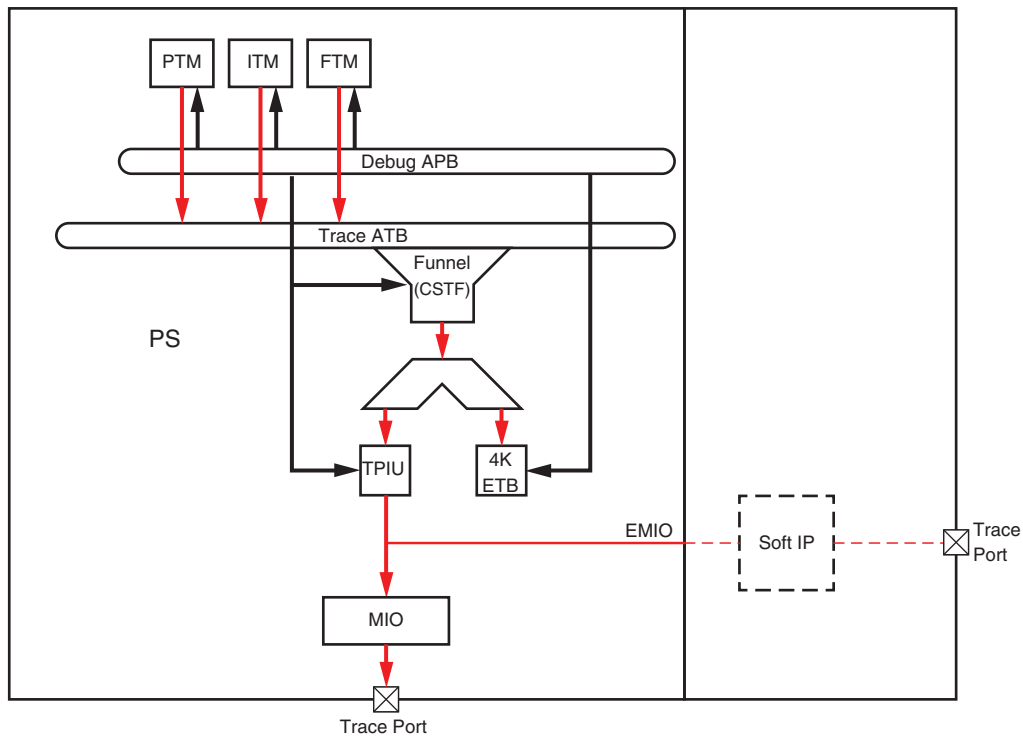 PTM
ITM
FTM
Debug APB
Trace ATB
Funnel
(CSTF)
PS
TPIU
4K
ETB
EMIO
Soft IP
Trace
Port
MIO
Trace Port